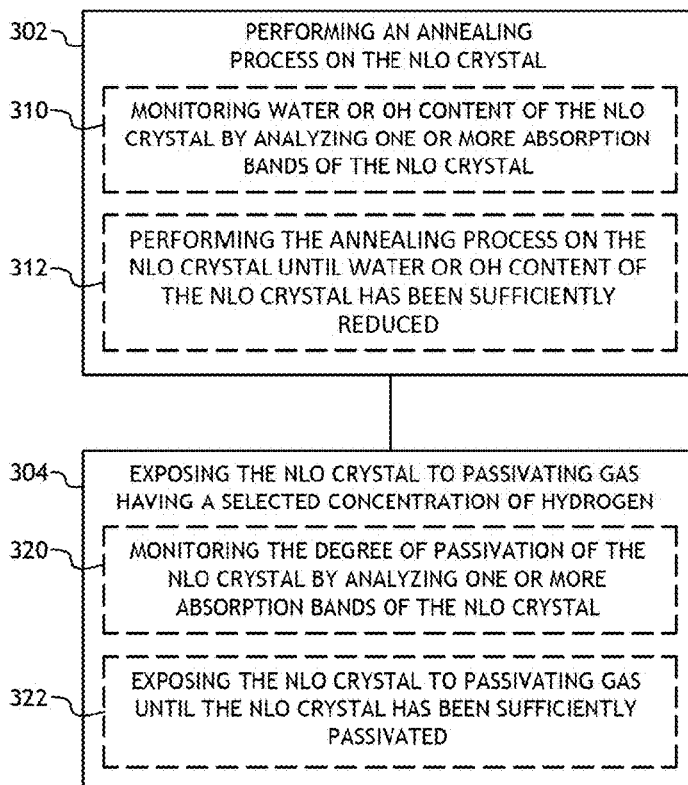 302
PERFORMING AN ANNEALING
PROCESS ON THE NLO CRYSTAL
310
MONITORING WATER OR OH CONTENT OF THE NLO
CRYSTAL BY ANALYZING ONE OR MORE ABSORPTION
BANDS OF THE NLO CRYSTAL
312
PERFORMING THE ANNEALING PROCESS ON THE
NLO CRYSTAL UNTIL WATER OR OH CONTENT OF
THE NLO CRYSTAL HAS BEEN SUFFICIENTLY
REDUCED
304
EXPOSING THE NLO CRYSTAL TO PASSIVATING GAS
HAVING A SELECTED CONCENTRATION OF HYDROGEN
320
MONITORING THE DEGREE OF PASSIVATION OF THE
NLO CRYSTAL BY ANALYZING ONE OR MORE
ABSORPTION BANDS OF THE NLO CRYSTAL
322
EXPOSING THE NLO CRYSTAL TO PASSIVATING GAS
UNTIL THE NLO CRYSTAL HAS BEEN SUFFICIENTLY
PASSIVATED